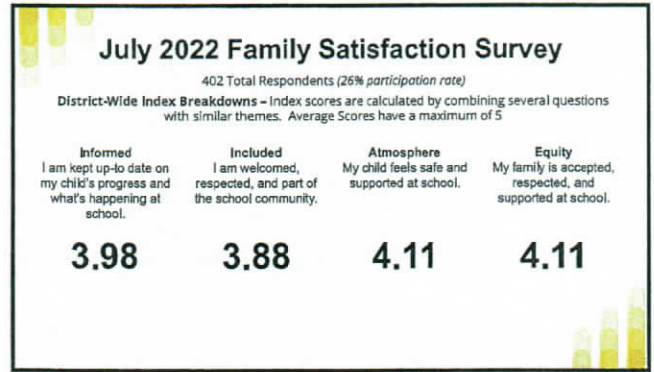 July 2022 Family Satisfaction Survey
402 Total Respondents (26% participation rate)
District-Wide Index Breakdowns – Index scores are calculated by combining several questions
with similar themes. Average Scores have a maximum of 5
Informed
I am kept up-to date on
my child's progress and
what's happening at
school.
3.98
Included
I am welcomed,
respected, and part of
the school community.
3.88
Atmosphere
My child feels safe and
supported at school.
4.11
Equity
My family is accepted,
respected, and
supported at school.
4.11